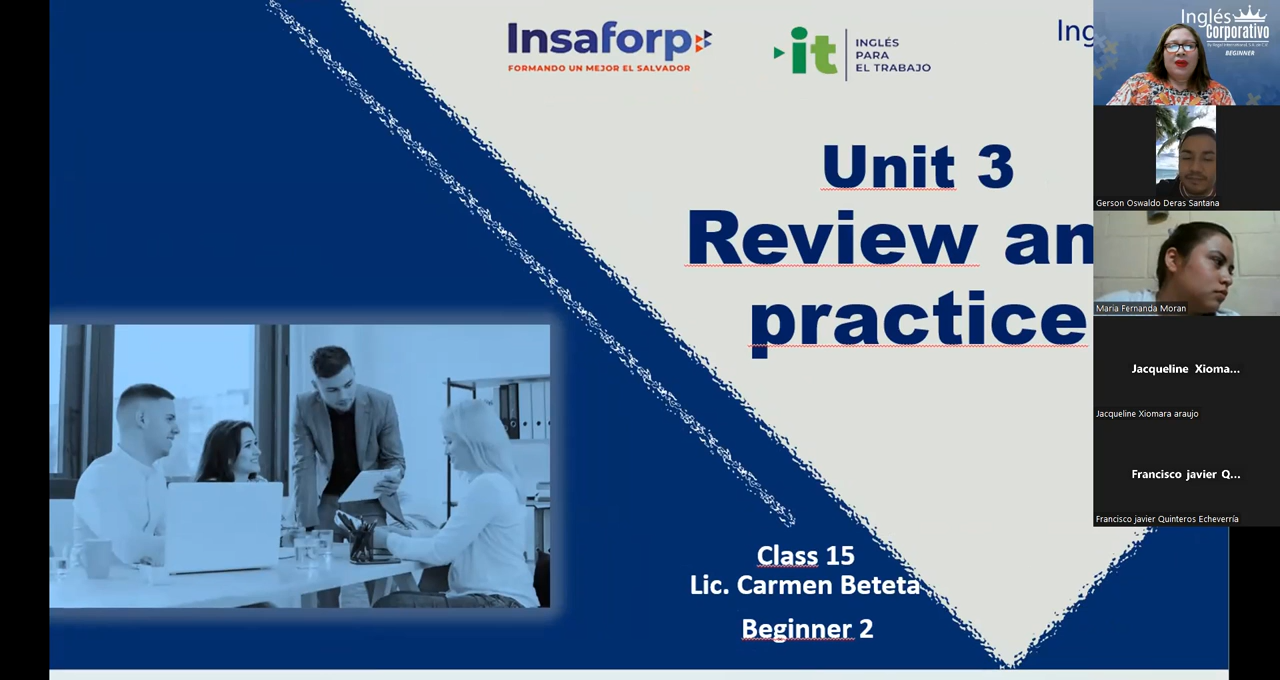 Insaforp
FORMANDO UN MEJOR EL SALVADOR
it
INGLÉS
PARA
EL TRABAJO
Ing
Unit 3
Review an
practice
Class 15
Lic. Carmen Beteta
Beginner 2
Inglés
Corporativo
BEGINNER
Gerson Oswaldo Deras Santana
Maria Fernanda Moran
Jacqueline Xioma...
Jacqueline Xiomara araujo
Francisco javier Q...
Francisco javier Quinteros Echeverría